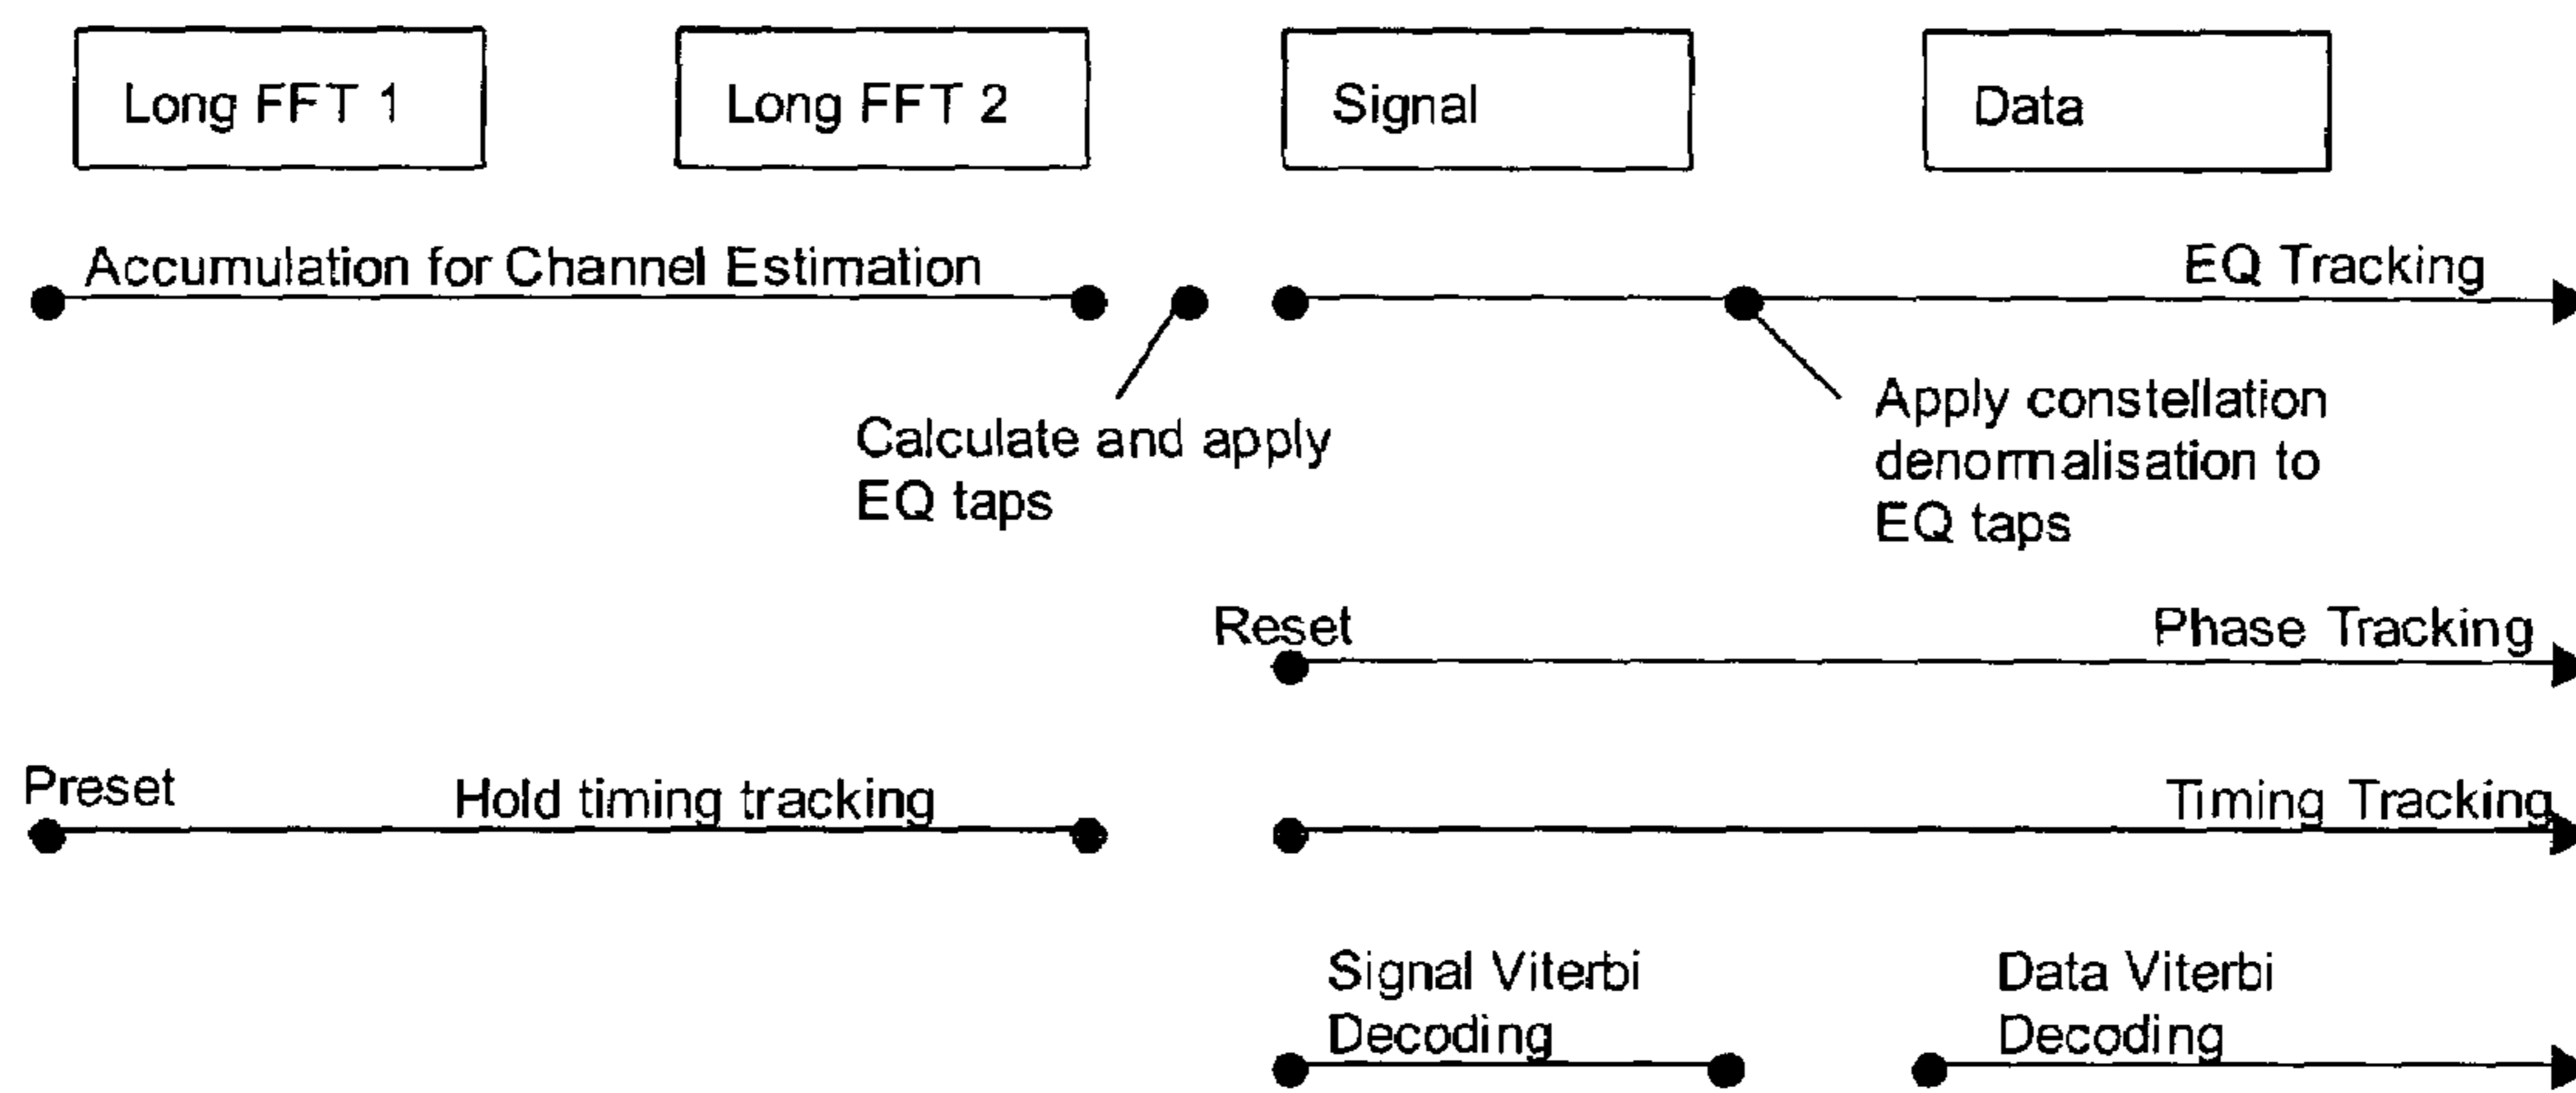 Long FFT 1
Long FFT 2
Signal
Data
Accumulation for Channel Estimation
EQ Tracking
Calculate and apply
EQ taps
Apply constellation
denormalisation to
EQ taps
Reset
Phase Tracking
Preset
Hold timing tracking
Timing Tracking
Signal Viterbi
Decoding
Data Viterbi
Decoding